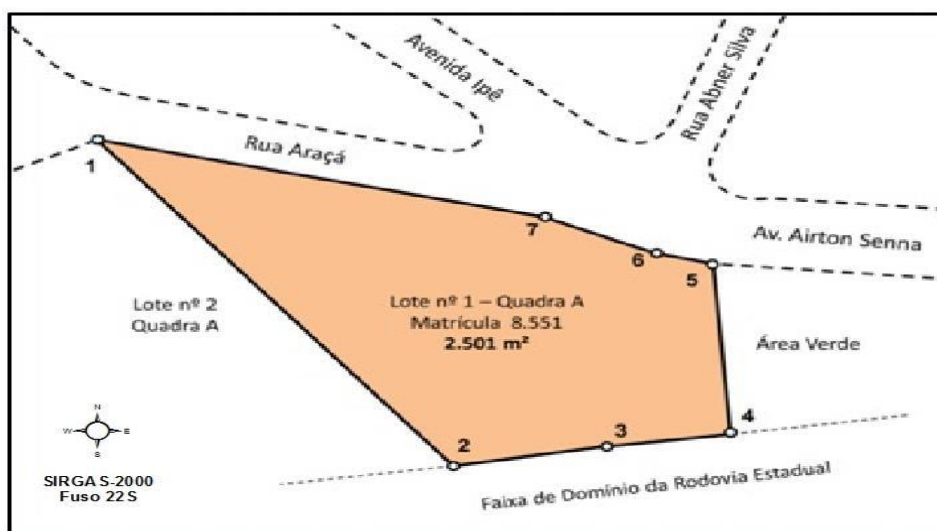 Avenida Ipê
Rua Abner Silva
Rua Araçá
1
7
Av. Airton Senna
6
5
Lote nº 2
Quadra A
Lote nº 1 – Quadra A
Matrícula 8.551
2.501 m²
Área Verde
N
W
E
S
4
3
2
SIRGAS-2000
Fuso 22S
Faixa de Domínio da Rodovia Estadual